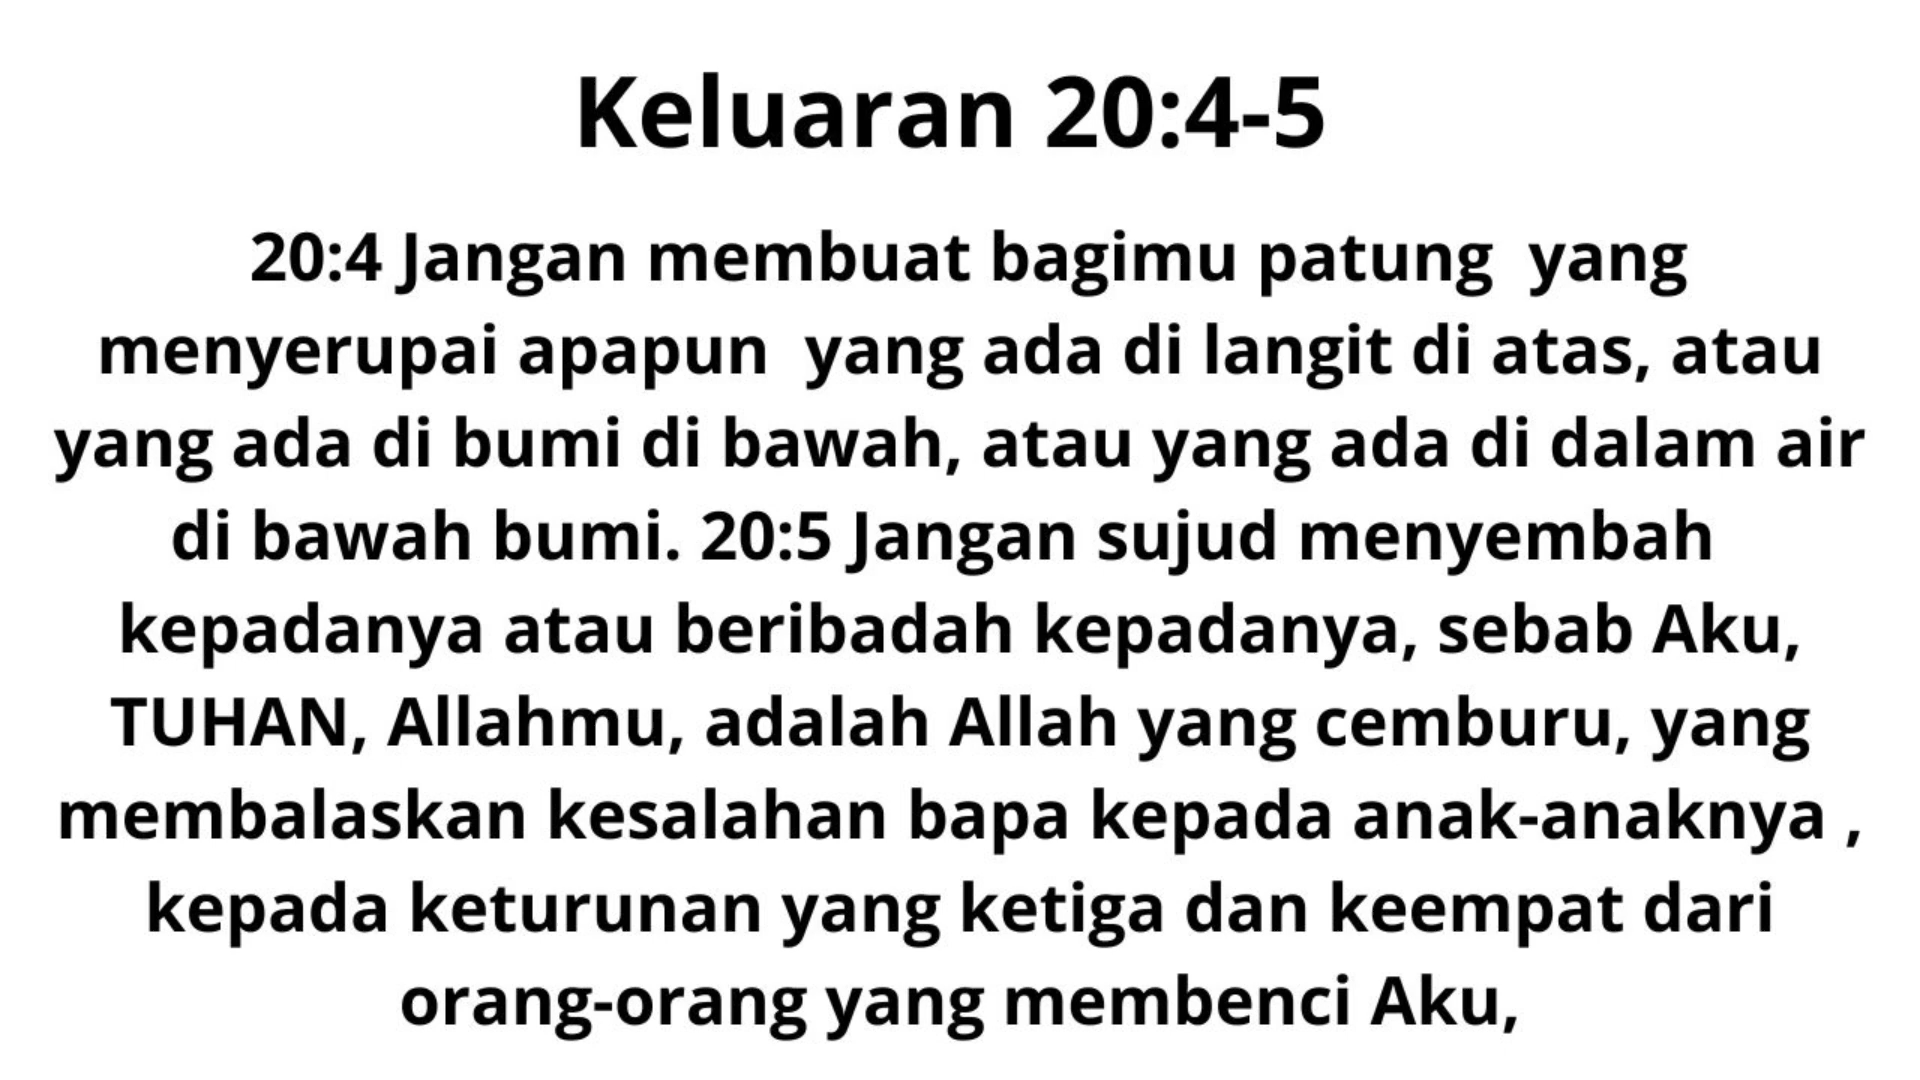 Keluaran 20:4-5
20:4 Jangan membuat bagimu patung  yang
menyerupai apapun  yang ada di langit di atas, atau
yang ada di bumi di bawah, atau yang ada di dalam air
di bawah bumi. 20:5 Jangan sujud menyembah
kepadanya atau beribadah kepadanya, sebab Aku,
TUHAN, Allahmu, adalah Allah yang cemburu, yang
membalaskan kesalahan bapa kepada anak-anaknya ,
kepada keturunan yang ketiga dan keempat dari
orang-orang yang membenci Aku,